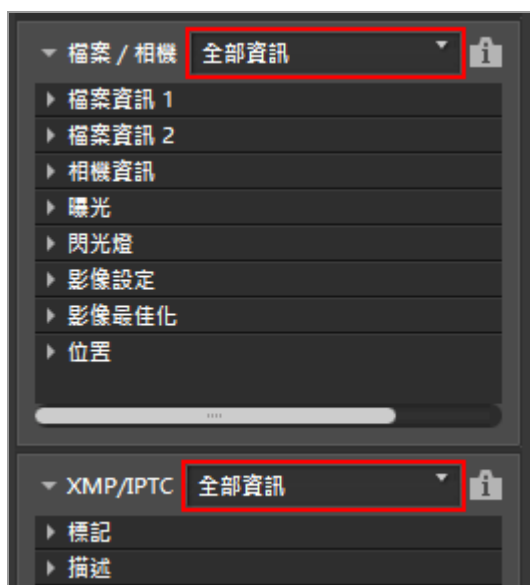 檔案 / 相機 全部資訊
檔案資訊 1
檔案資訊 2
相機資訊
曝光
閃光燈
影像設定
影像最佳化
位置
XMP/IPTC 全部資訊
標記
描述